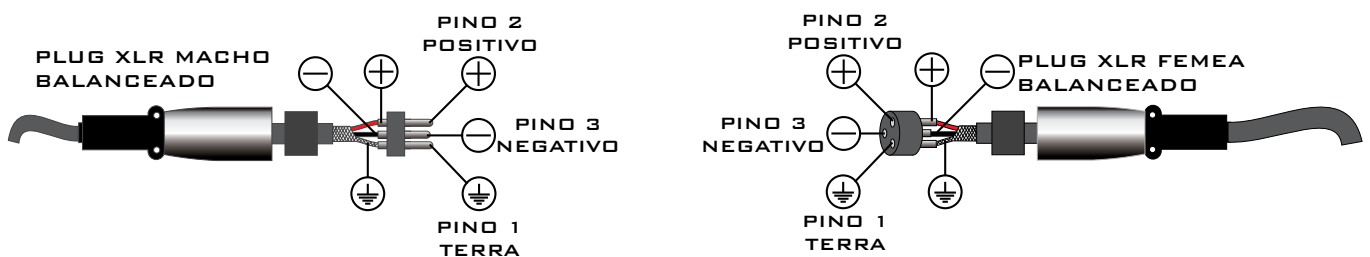 PINO 2
POSITIVO
PLUG XLR MACHO
BALANCEADO
PINO 3
NEGATIVO
PINO 1
TERRA
PINO 2
POSITIVO
PLUG XLR FEMEA
BALANCEADO
PINO 3
NEGATIVO
PINO 1
TERRA